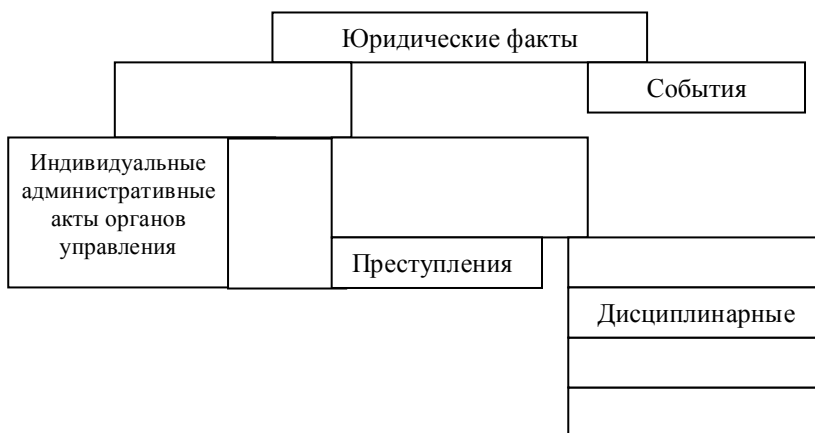 Юридические факты
События
Индивидуальные
административные
акты органов
управления
Преступления
Дисциплинарные